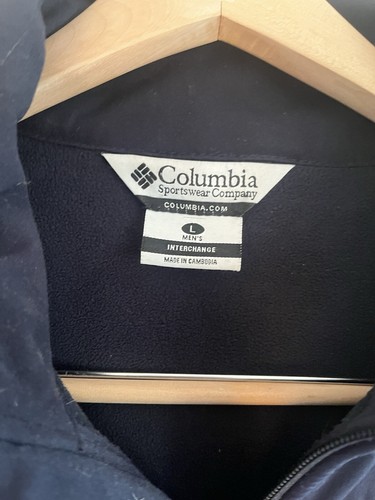 Columbia
Sportswear Company
COLUMBIA.COM
L
MEN'S
INTERCHANGE
MADE IN CAMBODIA